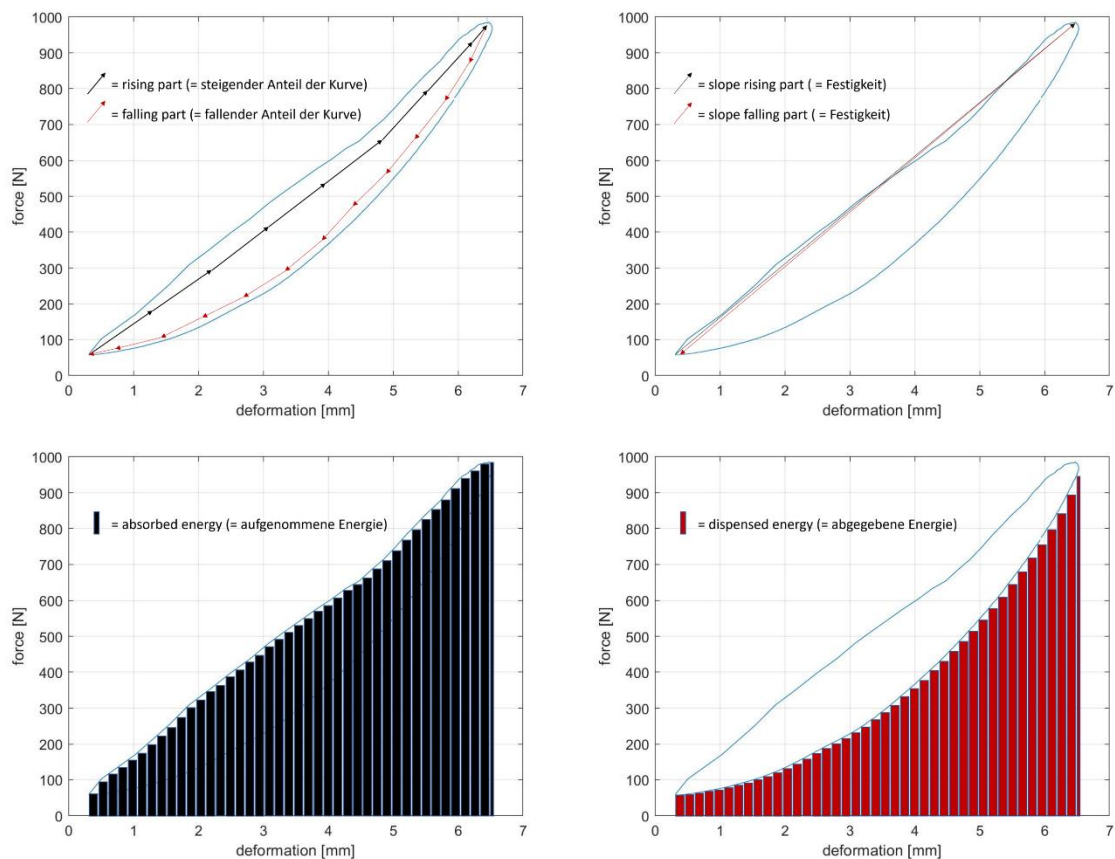 1000
900
800
700
600
500
400
300
200
100
0
force [N]
= rising part (= steigender Anteil der Kurve)
= falling part (= fallender Anteil der Kurve)
0 1 2 3 4 5 6 7
deformation [mm]
1000
900
800
700
600
500
400
300
200
100
0
force [N]
= slope rising part ( = Festigkeit)
= slope falling part ( = Festigkeit)
0 1 2 3 4 5 6 7
deformation [mm]
1000
900
800
700
600
500
400
300
200
100
0
force [N]
= absorbed energy (= aufgenommene Energie)
0 1 2 3 4 5 6 7
deformation [mm]
1000
900
800
700
600
500
400
300
200
100
0
force [N]
= dispensed energy (= abgegebene Energie)
0 1 2 3 4 5 6 7
deformation [mm]